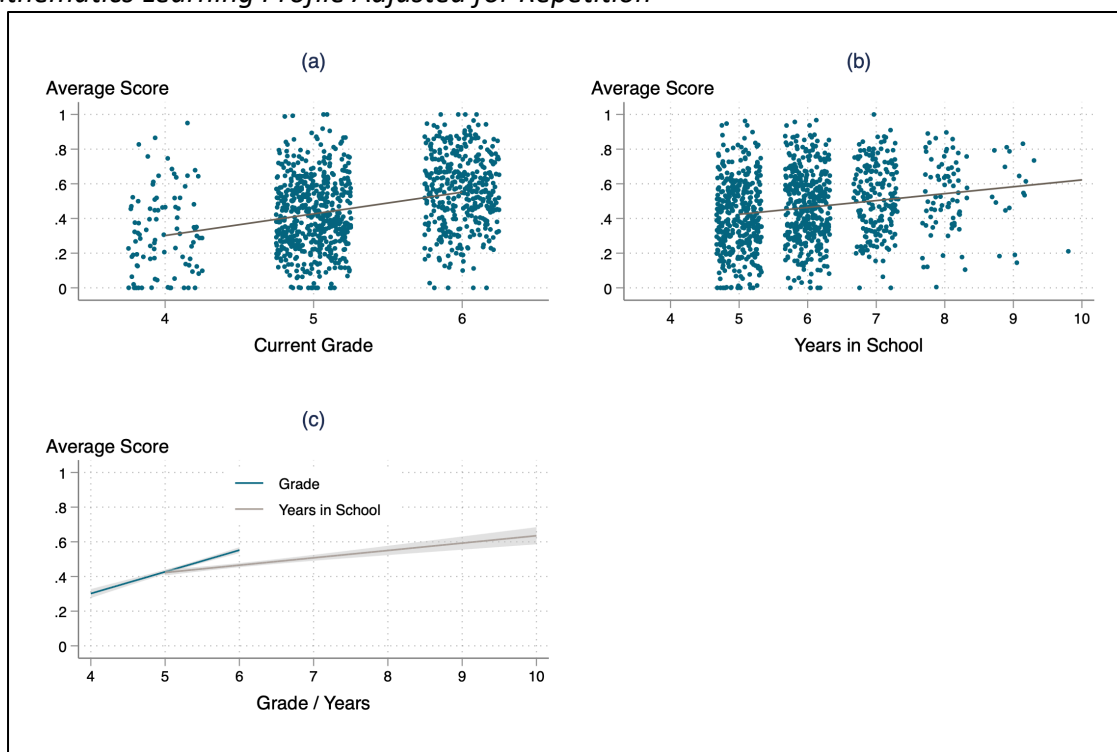 Mathematics Learning Profile Adjusted for Repetition
(a)
Average Score
1
.8
.6
.4
.2
0
4 5 6
Current Grade
(b)
Average Score
1
.8
.6
.4
.2
0
4 5 6 7 8 9 10
Years in School
(c)
Average Score
1
.8
.6
.4
.2
0
Grade
Years in School
4 5 6 7 8 9 10
Grade / Years